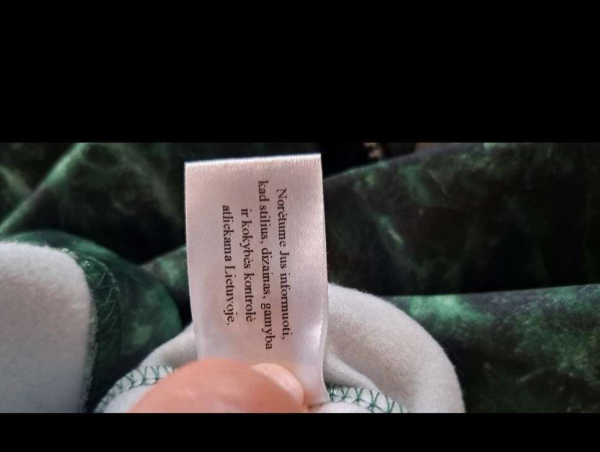 Norėtume Jus informuoti,
kad stilius, dizainas, gamyba
ir kokybės kontrolė
atliekama Lietuvoje.